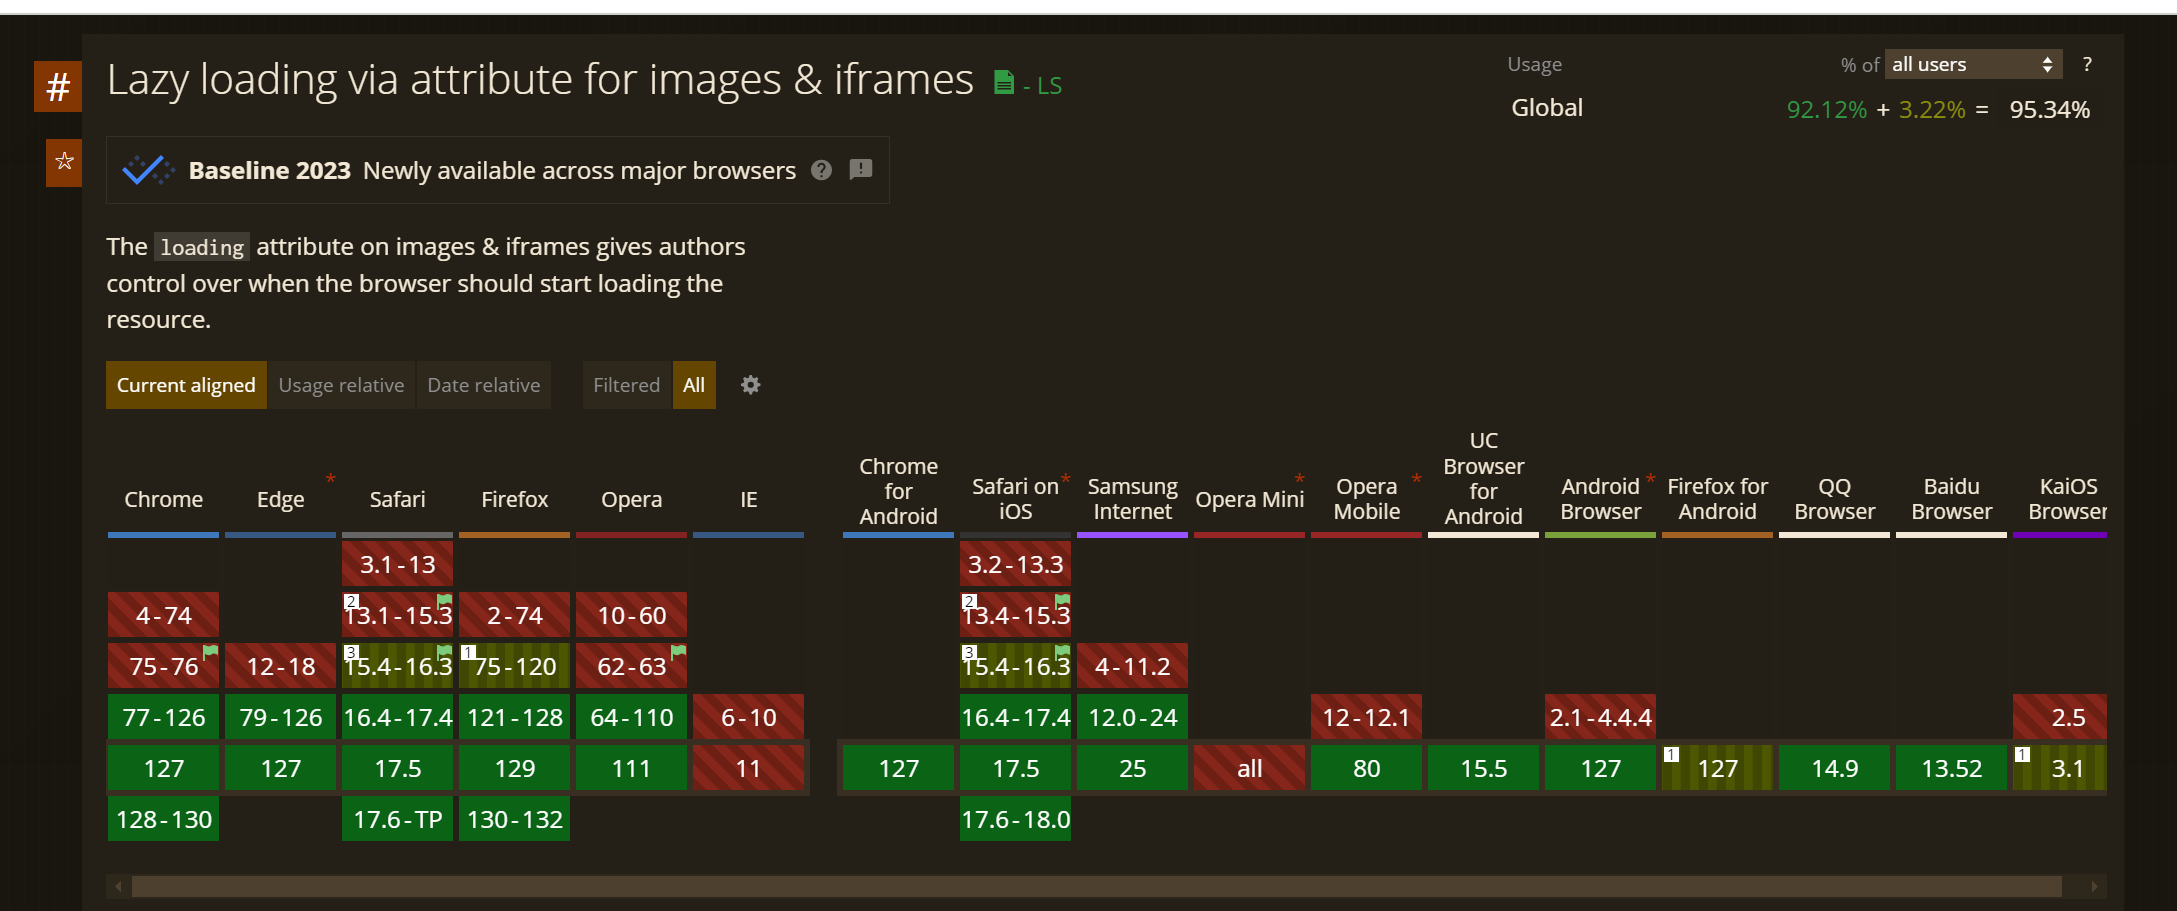 #
Lazy loading via attribute for images & iframes - LS
Usage % of all users ?
Global 92.12% + 3.22% = 95.34%
Baseline 2023 Newly available across major browsers
The loading attribute on images & iframes gives authors
control over when the browser should start loading the
resource.
Current aligned Usage relative Date relative Filtered All
Chrome Edge * Safari Firefox Opera IE
Chrome for Android Safari on iOS * Samsung Internet Opera Mini * Opera Mobile * UC Browser for Android Android Browser * Firefox for Android QQ Browser Baidu Browser KaiOS Browser
3.1-13 3.2-13.3
4-74 2 13.1-15.3 2-74 10-60 2 13.4-15.3
75-76 12-18 3 15.4-16.3 1 75-120 62-63 3 15.4-16.3 4-11.2
77-126 79-126 16.4-17.4 121-128 64-110 6-10 16.4-17.4 12.0-24 12-12.1 2.1-4.4.4 2.5
127 127 17.5 129 111 11 127 17.5 25 all 80 15.5 127 1 127 14.9 13.52 1 3.1
128-130 17.6-TP 130-132 17.6-18.0